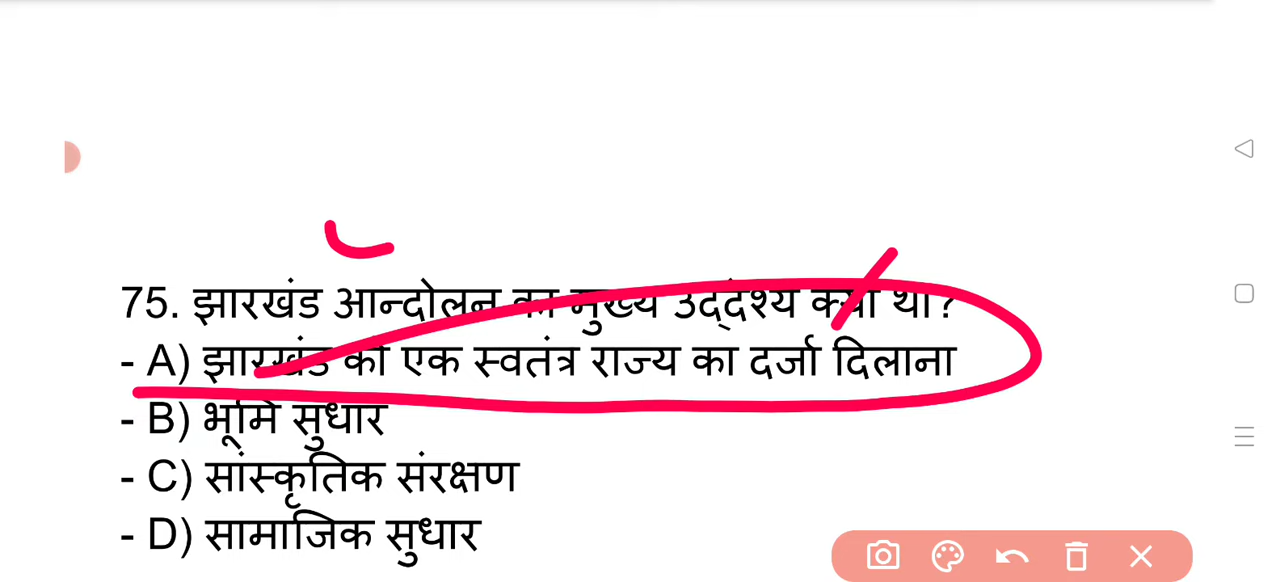 75. झारखंड आन्दोलन का मुख्य उद्देश्य क्या था?
- A) झारखंड को एक स्वतंत्र राज्य का दर्जा दिलाना
- B) भूमि सुधार
- C) सांस्कृतिक संरक्षण
- D) सामाजिक सुधार